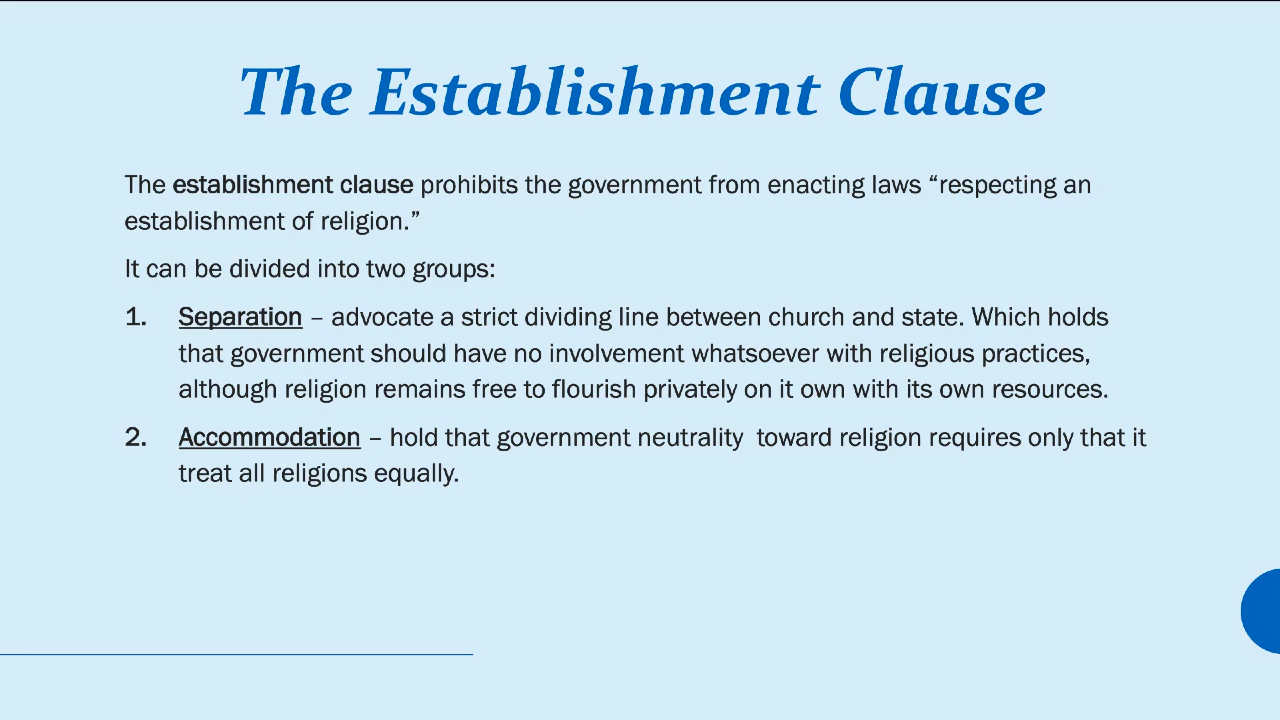 The Establishment Clause
The establishment clause prohibits the government from enacting laws “respecting an
establishment of religion.”
It can be divided into two groups:
1. Separation – advocate a strict dividing line between church and state. Which holds
that government should have no involvement whatsoever with religious practices,
although religion remains free to flourish privately on it own with its own resources.
2. Accommodation – hold that government neutrality  toward religion requires only that it
treat all religions equally.